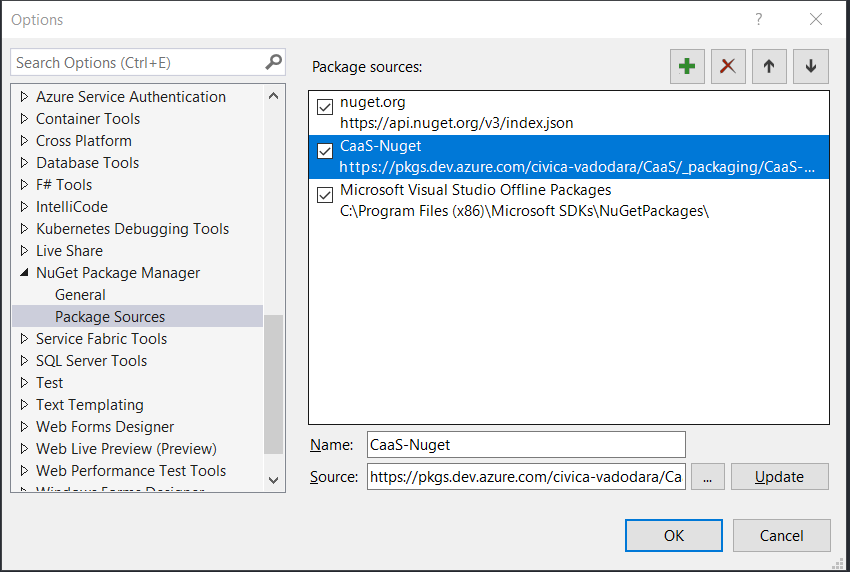 Options
?
Search Options (Ctrl+E)
Azure Service Authentication
Container Tools
Cross Platform
Database Tools
F# Tools
IntelliCode
Kubernetes Debugging Tools
Live Share
NuGet Package Manager
General
Package Sources
Service Fabric Tools
SQL Server Tools
Test
Text Templating
Web Forms Designer
Web Live Preview (Preview)
Web Performance Test Tools
Windows Forms Designer
Package sources:
nuget.org
https://api.nuget.org/v3/index.json
CaaS-Nuget
https://pkgs.dev.azure.com/civica-vadodara/CaaS/_packaging/CaaS-...
Microsoft Visual Studio Offline Packages
C:\Program Files (x86)\Microsoft SDKs\NuGetPackages\
Name: CaaS-Nuget
Source: https://pkgs.dev.azure.com/civica-vadodara/Ca ... Update
OK Cancel